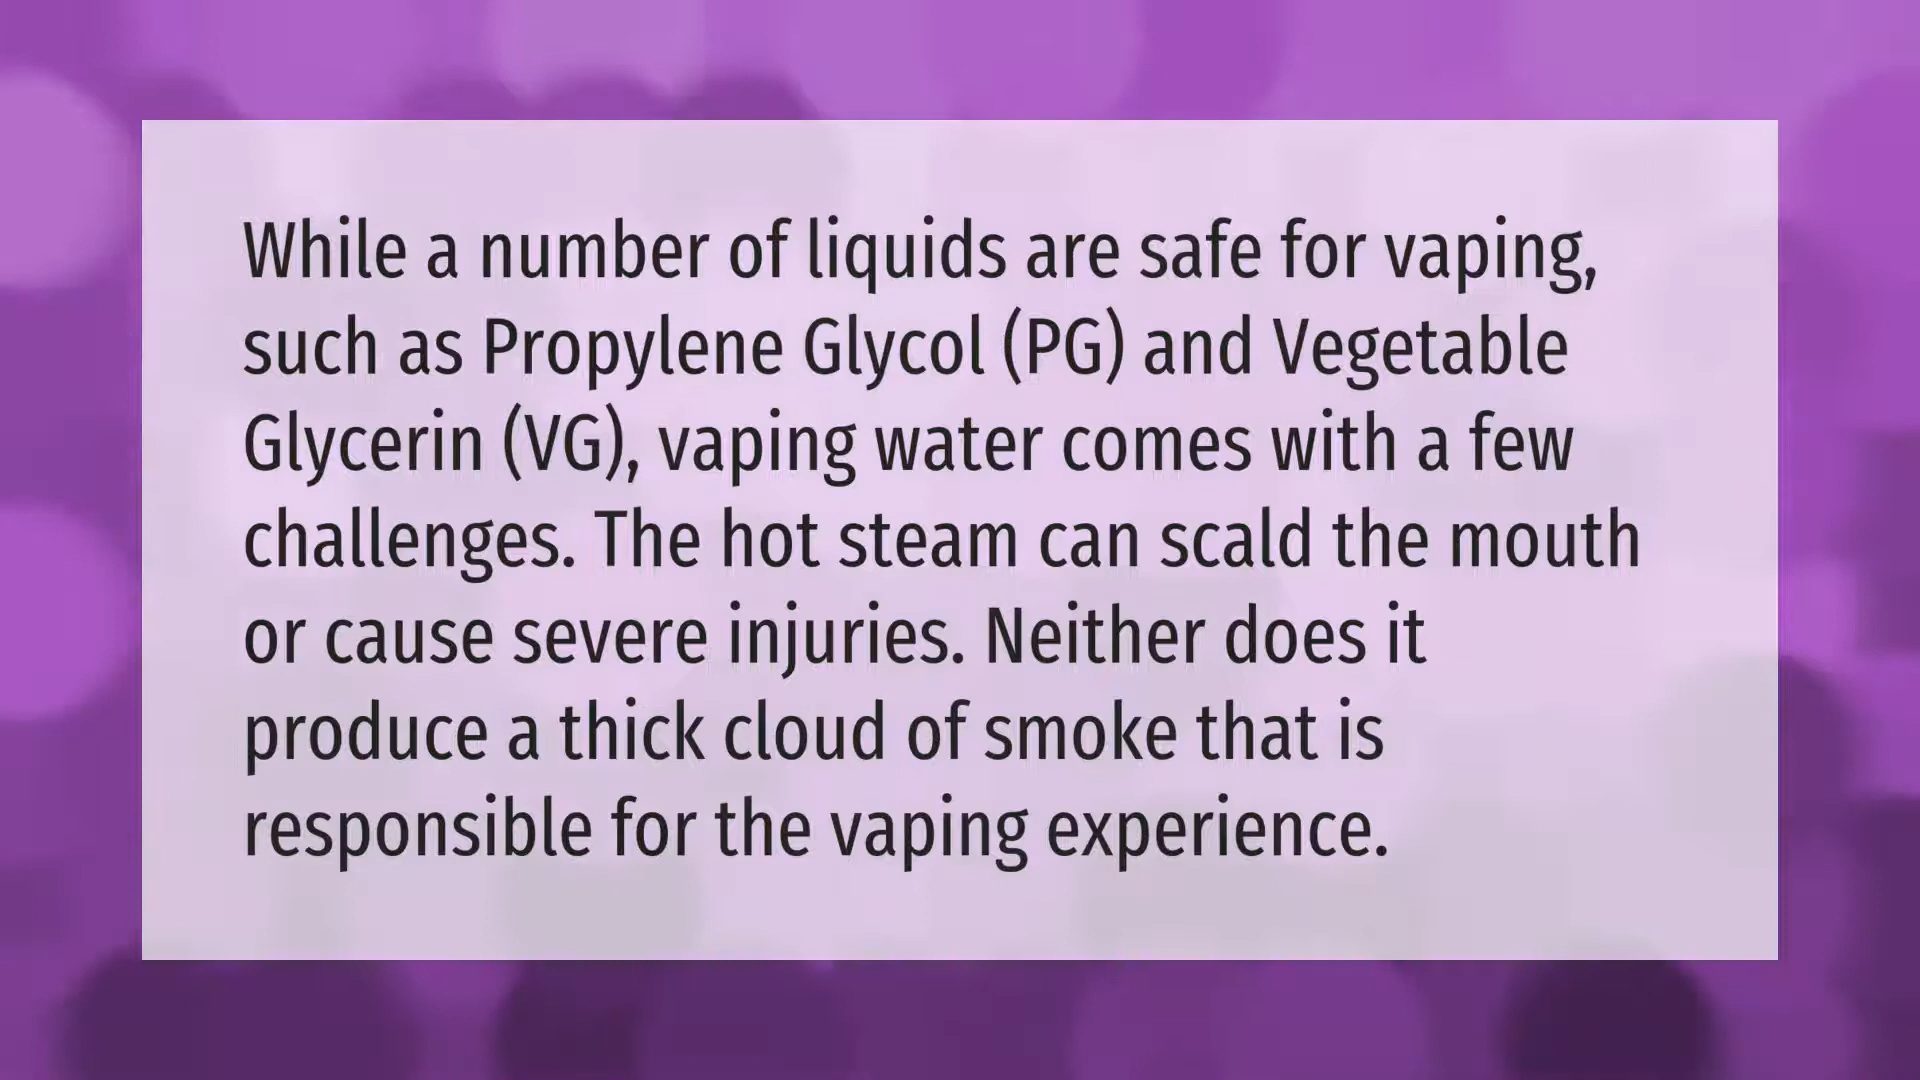 While a number of liquids are safe for vaping,
such as Propylene Glycol (PG) and Vegetable
Glycerin (VG), vaping water comes with a few
challenges. The hot steam can scald the mouth
or cause severe injuries. Neither does it
produce a thick cloud of smoke that is
responsible for the vaping experience.